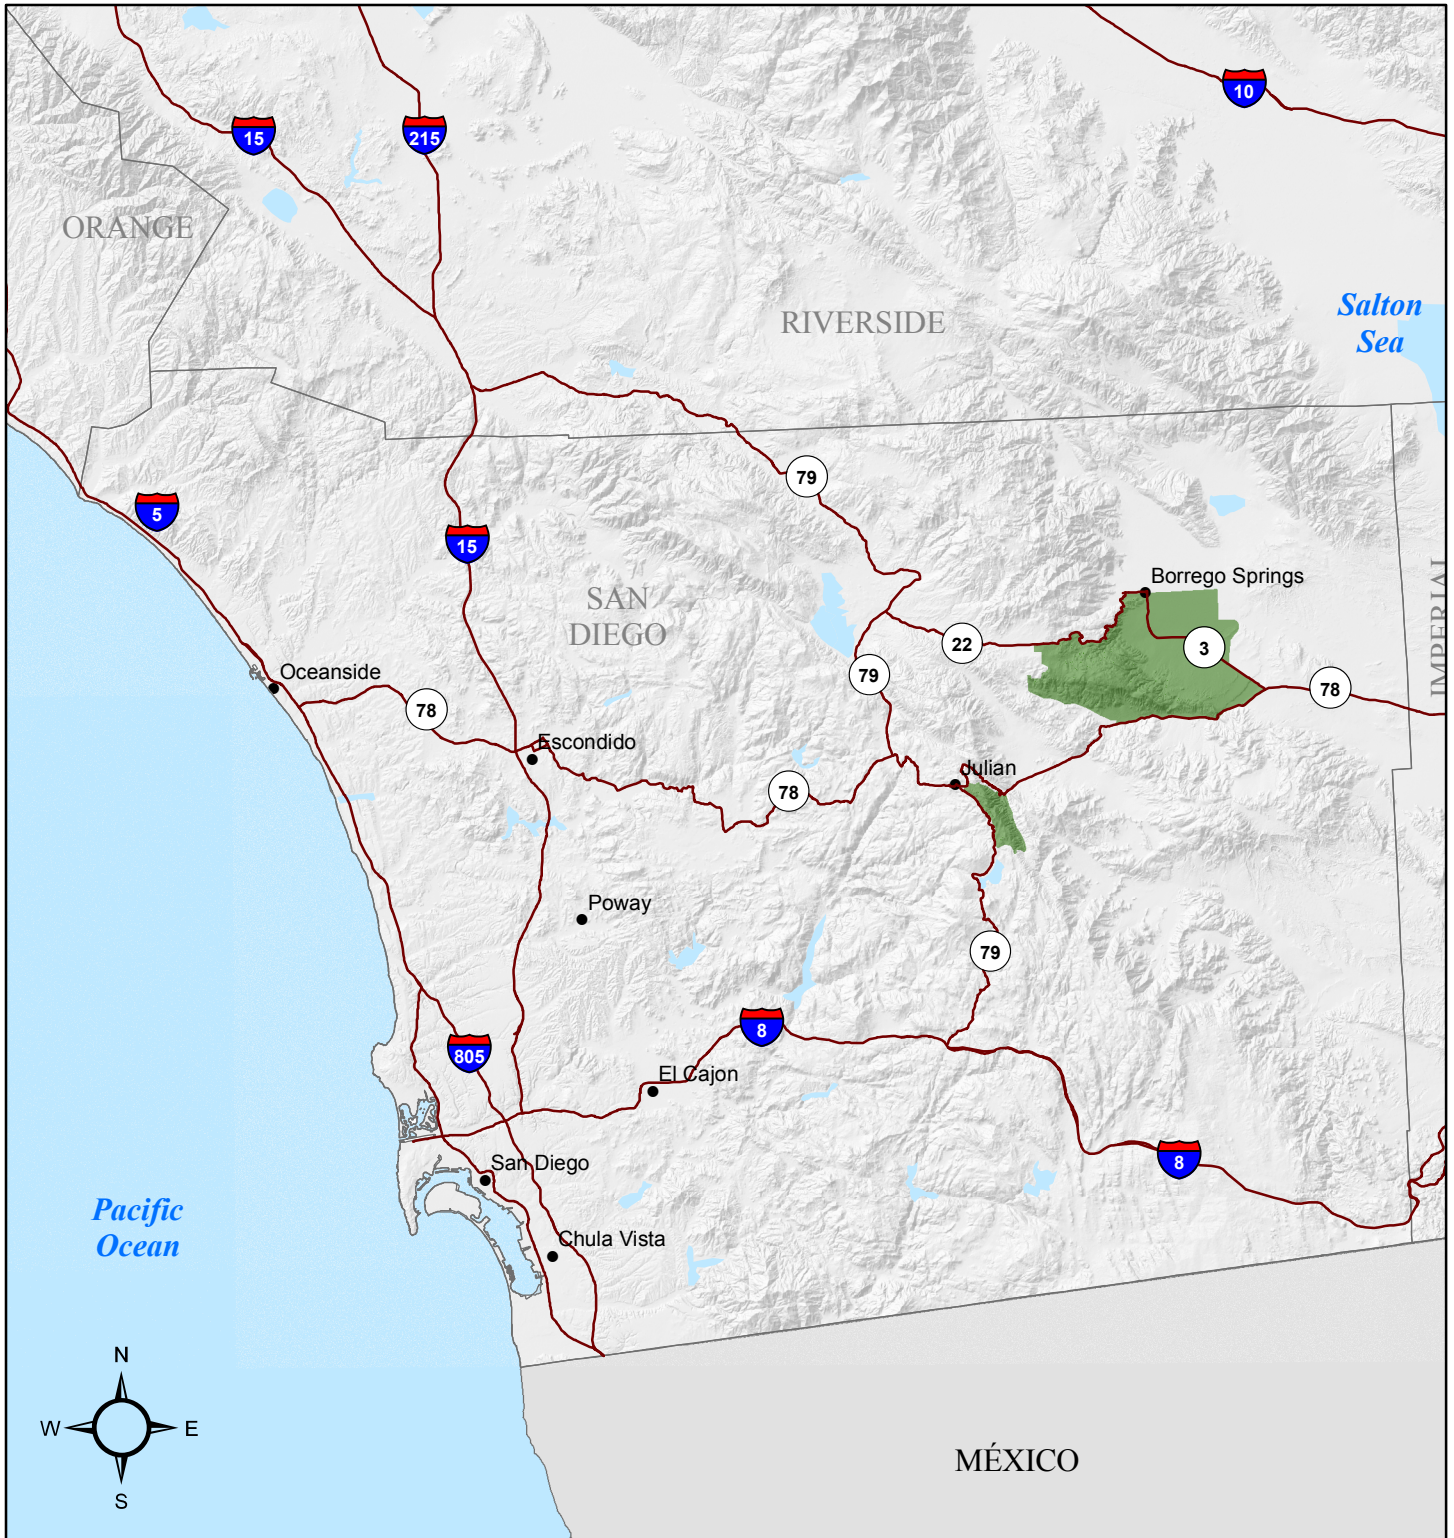 10
15
215
ORANGE
Salton
Sea
RIVERSIDE
79
5
15
Borrego Springs
SAN
DIEGO
IMPERIAL
22
3
79
Oceanside
78
78
Escondido
Julian
78
Poway
79
8
805
El Cajon
8
San Diego
Pacific
Ocean
Chula Vista
N
W
E
S
MÉXICO